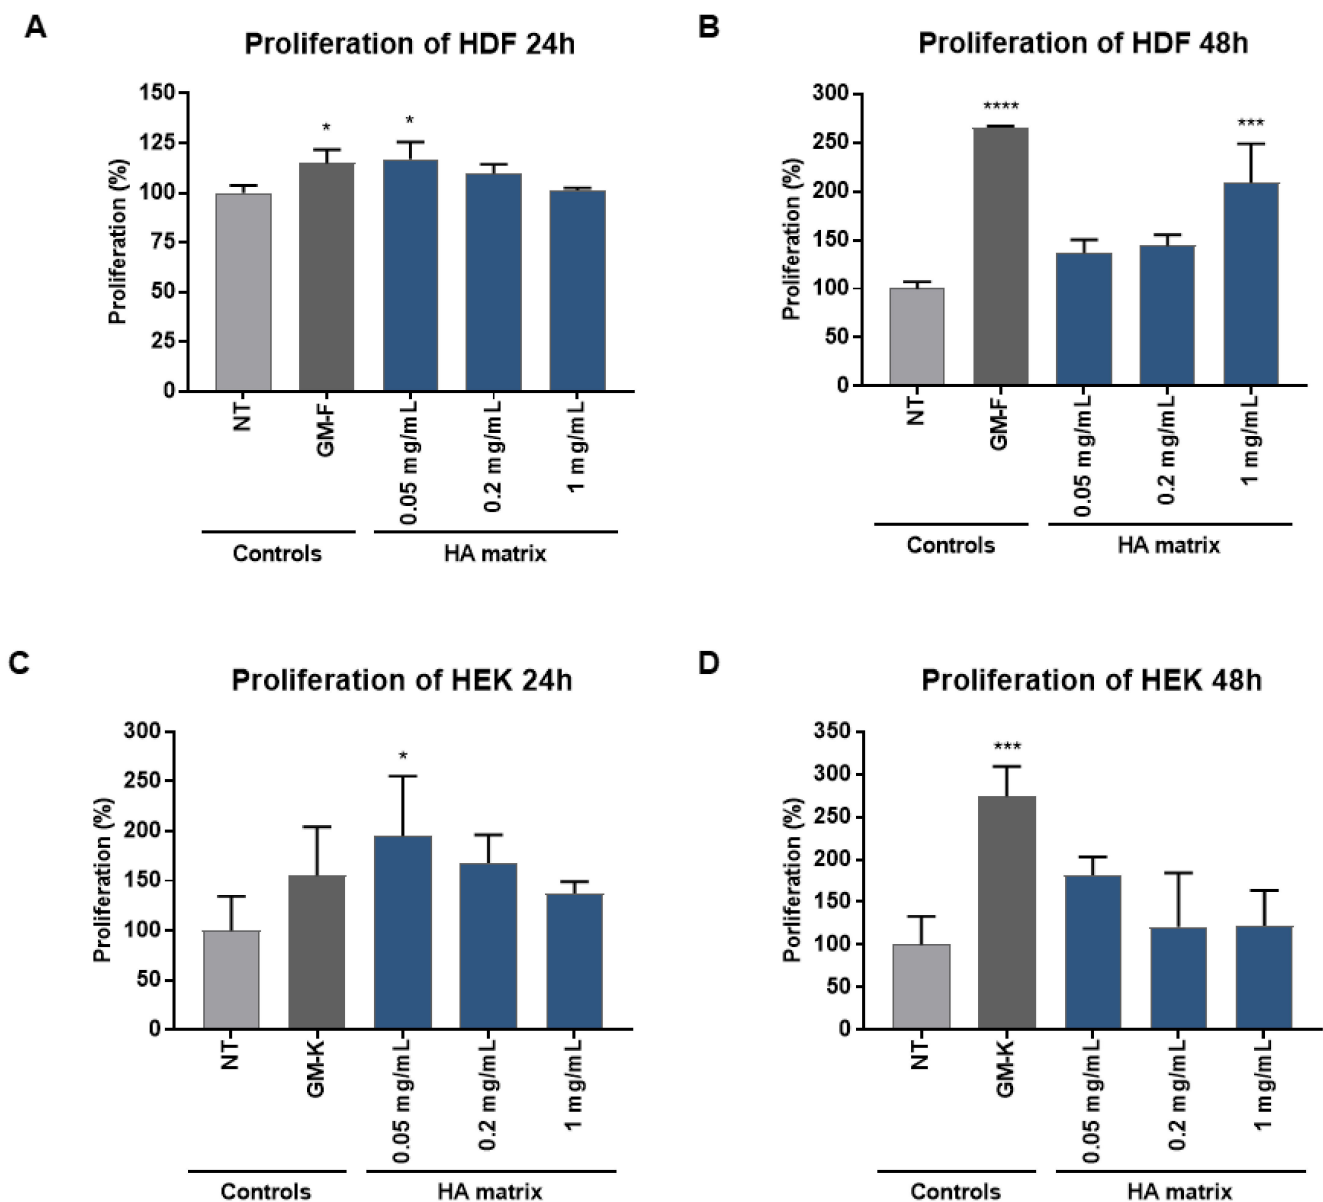 A
Proliferation of HDF 24h
Proliferation (%)
150
125
100
75
50
25
0
*
*
NT
GM-F
0.05 mg/mL
0.2 mg/mL
1 mg/mL
Controls
HA matrix
B
Proliferation of HDF 48h
Proliferation (%)
300
250
200
150
100
50
0
****
***
NT
GM-F
0.05 mg/mL
0.2 mg/mL
1 mg/mL
Controls
HA matrix
C
Proliferation of HEK 24h
Proliferation (%)
300
250
200
150
100
50
0
*
NT
GM-K
0.05 mg/mL
0.2 mg/mL
1 mg/mL
Controls
HA matrix
D
Proliferation of HEK 48h
Porliferation (%)
350
300
250
200
150
100
50
0
***
NT
GM-K
0.05 mg/mL
0.2 mg/mL
1 mg/mL
Controls
HA matrix